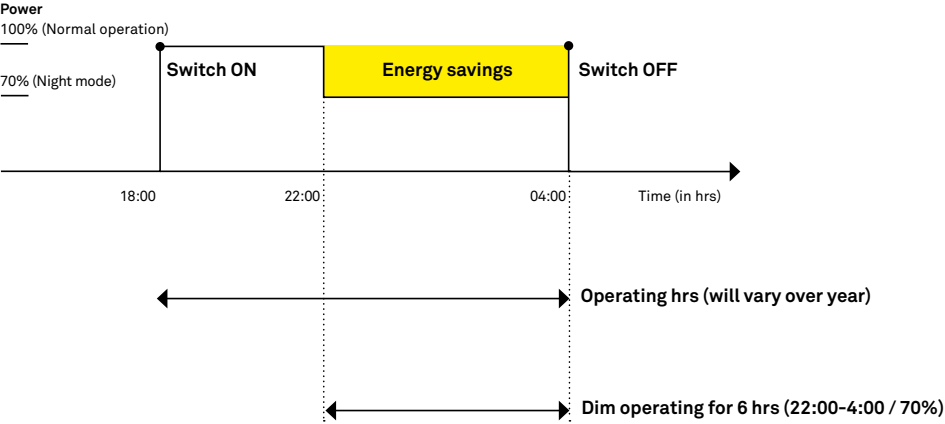 Power
100% (Normal operation)
Switch ON
Energy savings
Switch OFF
70% (Night mode)
18:00
22:00
04:00
Time (in hrs)
Operating hrs (will vary over year)
Dim operating for 6 hrs (22:00-4:00 / 70%)